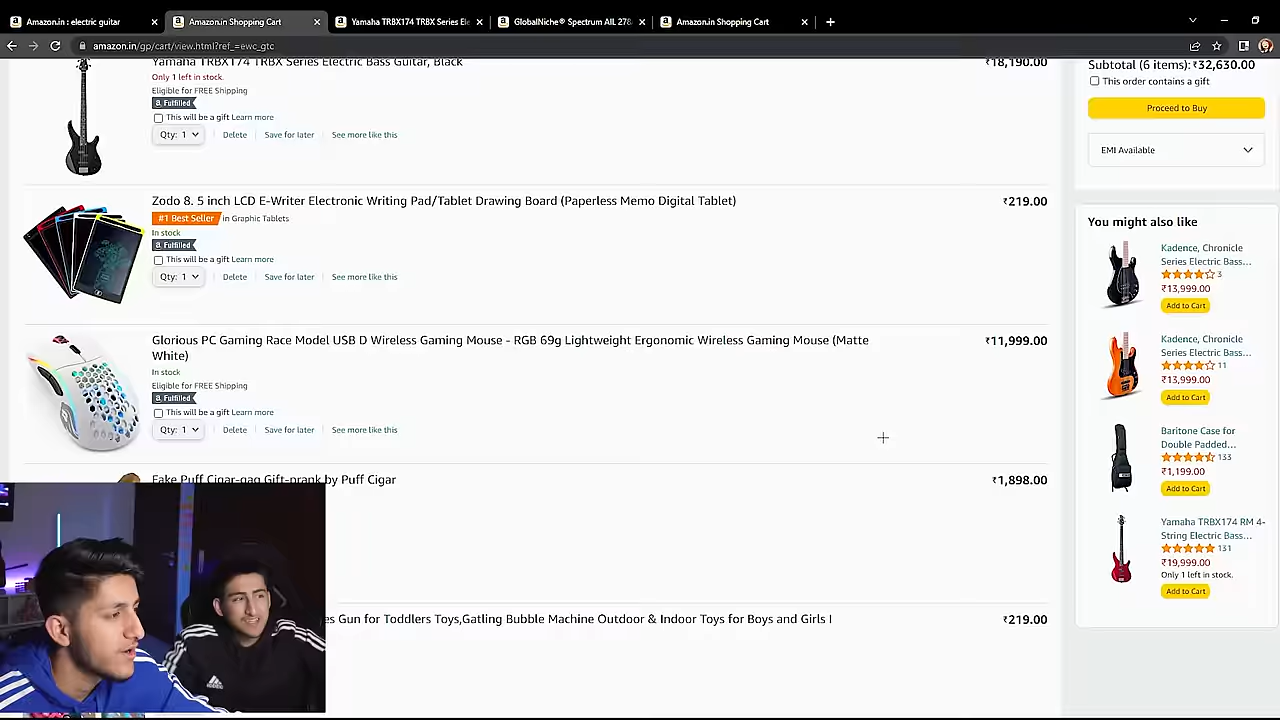 Amazon.in : electric guitar
Amazon.in Shopping Cart
Yamaha TRBX174 TRBX Series Ele
GlobalNiche® Spectrum AIL 278
Amazon.in Shopping Cart
amazon.in/gp/cart/view.html?ref_=ewc_gtc
Yamaha TRBX174 TRBX Series Electric Bass Guitar, Black
₹18,190.00
Only 1 left in stock.
Eligible for FREE Shipping
Fulfilled
This will be a gift Learn more
Qty: 1
Delete
Save for later
See more like this
Zodo 8. 5 inch LCD E-Writer Electronic Writing Pad/Tablet Drawing Board (Paperless Memo Digital Tablet)
₹219.00
#1 Best Seller in Graphic Tablets
In stock
Fulfilled
This will be a gift Learn more
Qty: 1
Delete
Save for later
See more like this
Glorious PC Gaming Race Model USB D Wireless Gaming Mouse - RGB 69g Lightweight Ergonomic Wireless Gaming Mouse (Matte
White)
₹11,999.00
In stock
Eligible for FREE Shipping
Fulfilled
This will be a gift Learn more
Qty: 1
Delete
Save for later
See more like this
Fake Puff Cigar-gag Gift-prank by Puff Cigar
₹1,898.00
es Gun for Toddlers Toys,Gatling Bubble Machine Outdoor & Indoor Toys for Boys and Girls I
₹219.00
Subtotal (6 items): ₹32,630.00
This order contains a gift
Proceed to Buy
EMI Available
You might also like
Kadence, Chronicle
Series Electric Bass...
3
₹13,999.00
Add to Cart
Kadence, Chronicle
Series Electric Bass...
11
₹13,999.00
Add to Cart
Baritone Case for
Double Padded...
133
₹1,199.00
Add to Cart
Yamaha TRBX174 RM 4-
String Electric Bass...
131
₹19,999.00
Only 1 left in stock.
Add to Cart